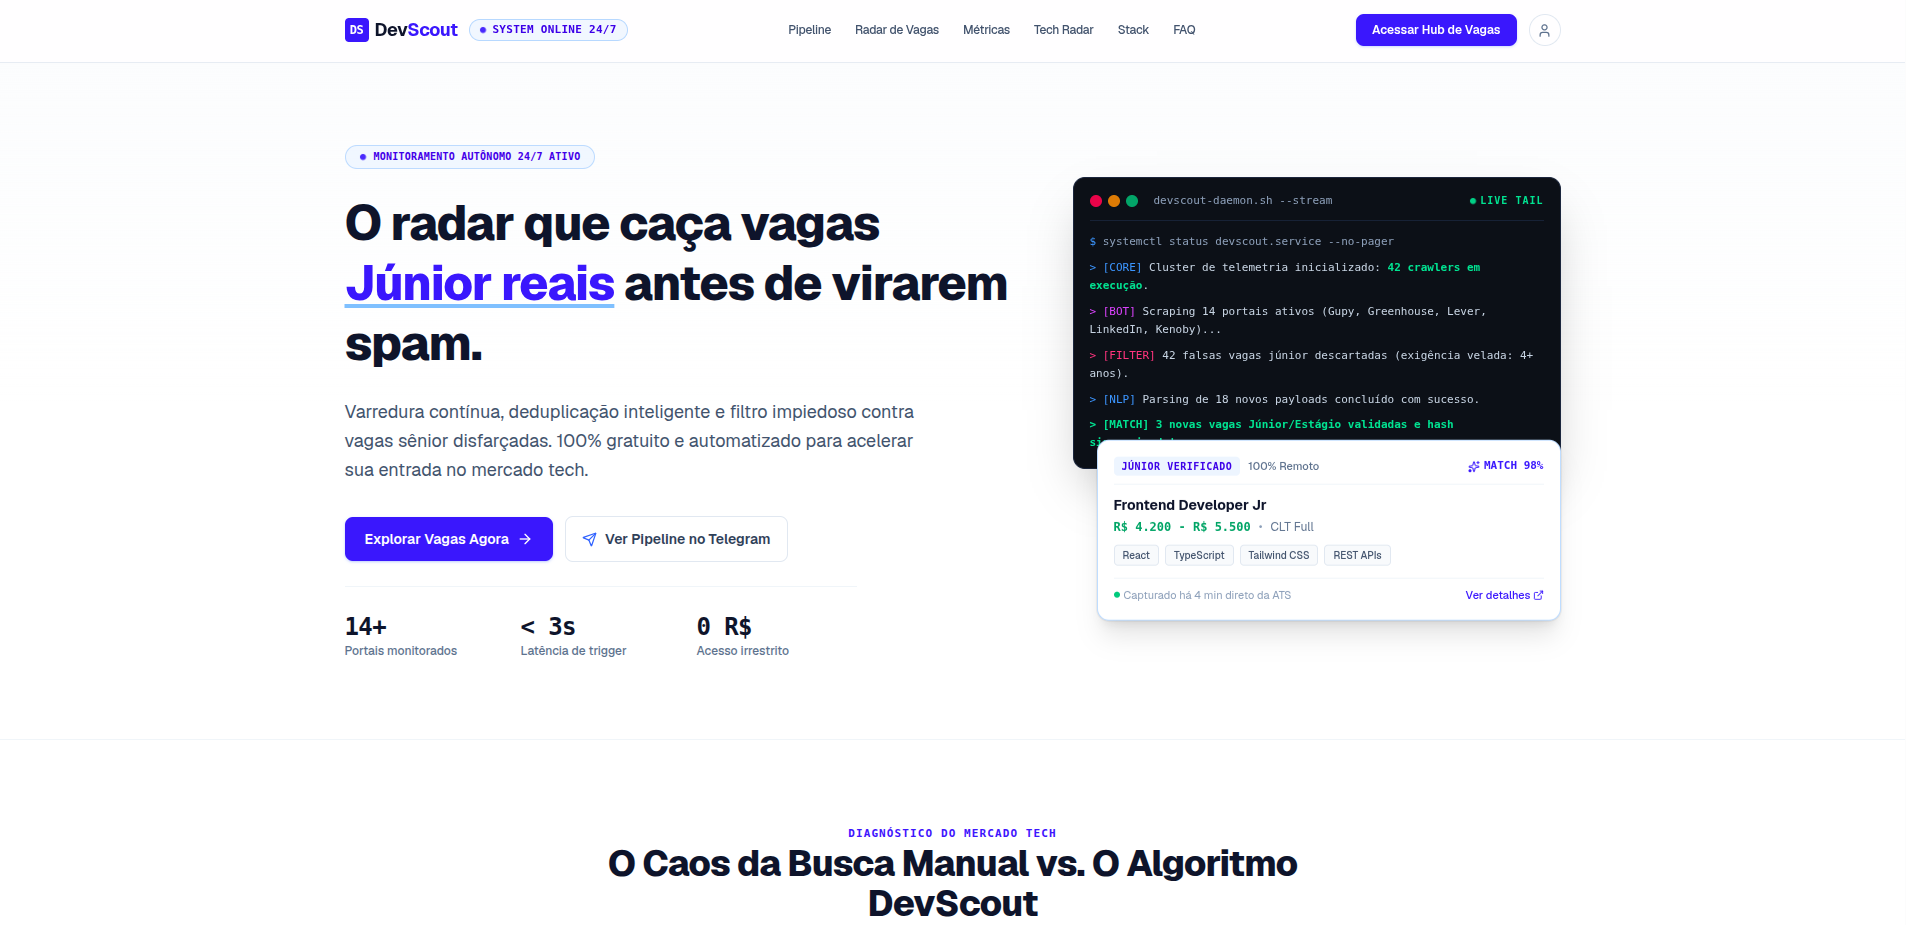 DS DevScout SYSTEM ONLINE 24/7 Pipeline Radar de Vagas Métricas Tech Radar Stack FAQ Acessar Hub de Vagas
MONITORAMENTO AUTÔNOMO 24/7 ATIVO
O radar que caça vagas
Júnior reais antes de virarem
spam.
Varredura contínua, deduplicação inteligente e filtro impiedoso contra
vagas sênior disfarçadas. 100% gratuito e automatizado para acelerar
sua entrada no mercado tech.
Explorar Vagas Agora Ver Pipeline no Telegram
14+ < 3s 0 R$
Portais monitorados Latência de trigger Acesso irrestrito
devscout-daemon.sh --stream LIVE TAIL
$ systemctl status devscout.service --no-pager
> [CORE] Cluster de telemetria inicializado: 42 crawlers em
execução.
> [BOT] Scraping 14 portais ativos (Gupy, Greenhouse, Lever,
LinkedIn, Kenoby)...
> [FILTER] 42 falsas vagas júnior descartadas (exigência velada: 4+
anos).
> [NLP] Parsing de 18 novos payloads concluído com sucesso.
> [MATCH] 3 novas vagas Júnior/Estágio validadas e hash
JÚNIOR VERIFICADO 100% Remoto MATCH 98%
Frontend Developer Jr
R$ 4.200 - R$ 5.500 • CLT Full
React TypeScript Tailwind CSS REST APIs
Capturado há 4 min direto da ATS Ver detalhes
DIAGNÓSTICO DO MERCADO TECH
O Caos da Busca Manual vs. O Algoritmo
DevScout